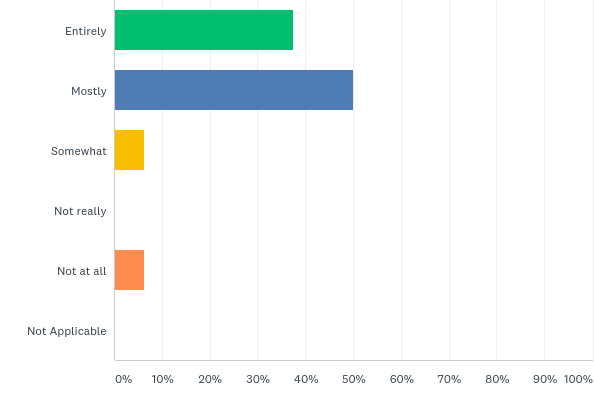 Entirely
Mostly
Somewhat
Not really
Not at all
Not Applicable
0% 10% 20% 30% 40% 50% 60% 70% 80% 90% 100%